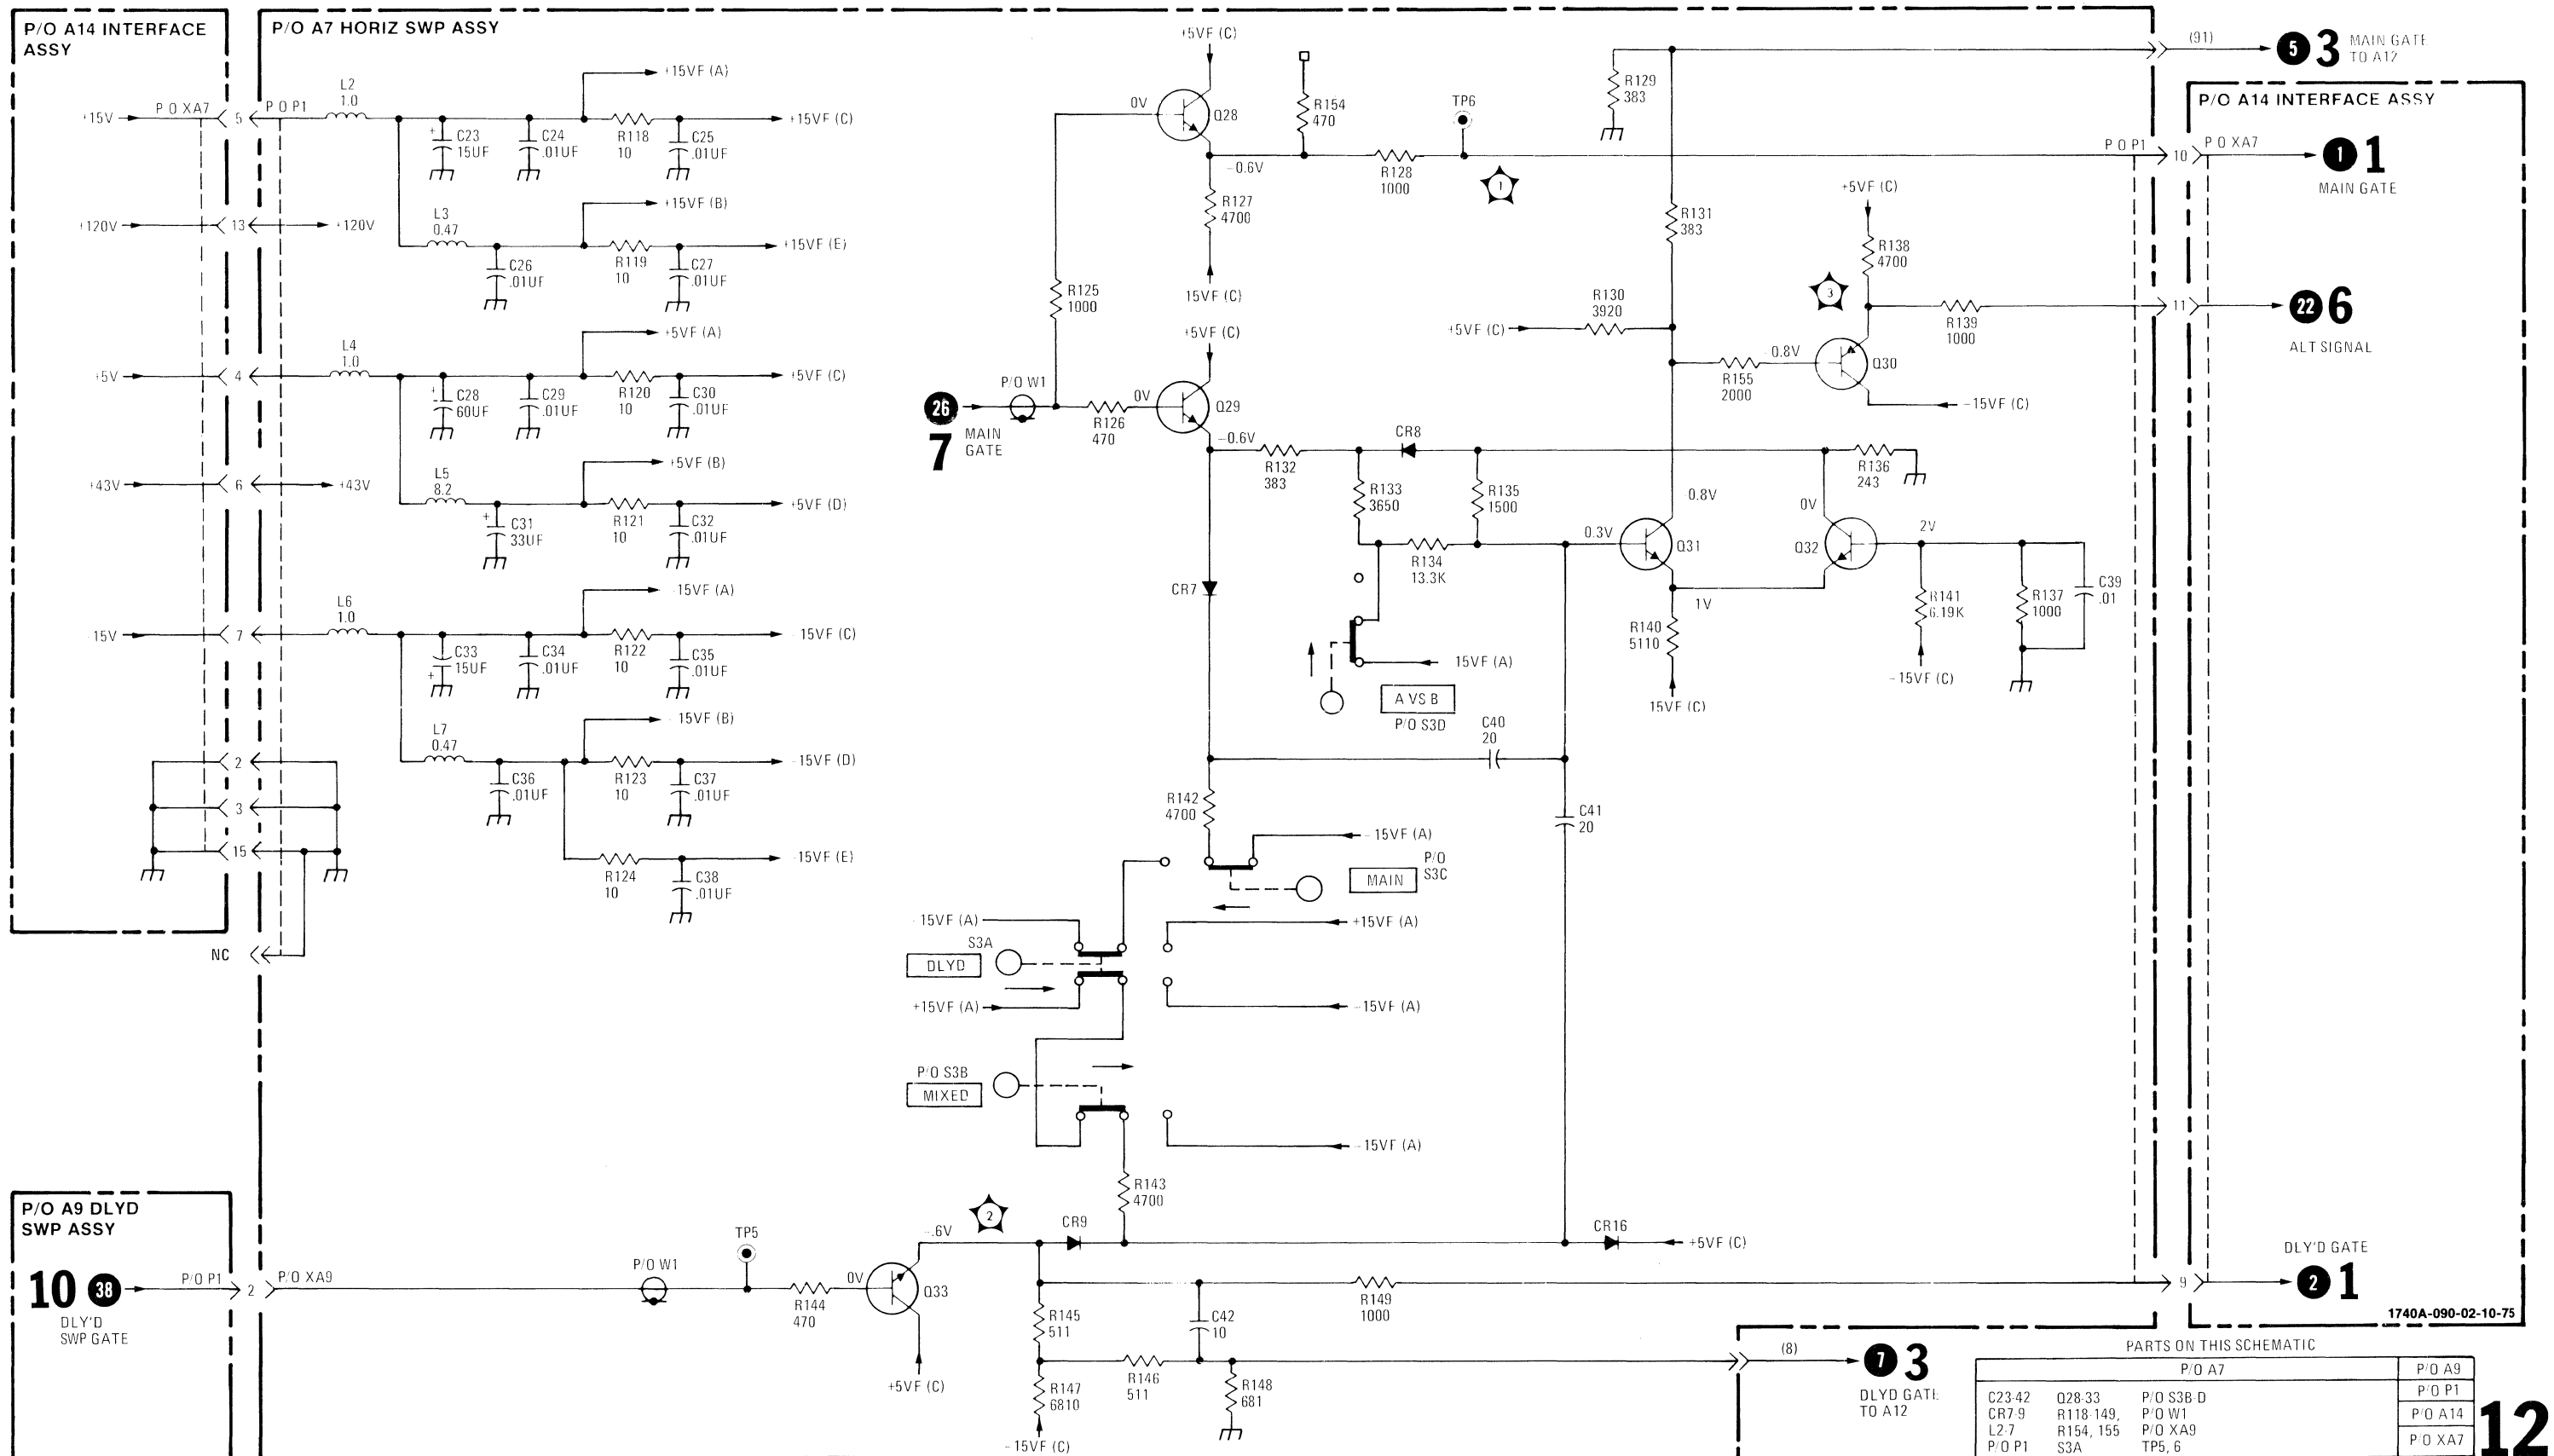 P/O A14 INTERFACE
ASSY
P/O A7 HORIZ SWP ASSY
+15V
P O XA7
5
P O P1
L2
1.0
+15VF (A)
C23
15UF
C24
.01UF
R118
10
C25
.01UF
+15VF (C)
+120V
13
+120V
L3
0.47
+15VF (B)
C26
.01UF
R119
10
C27
.01UF
+15VF (E)
+5V
4
L4
1.0
+5VF (A)
C28
60UF
C29
.01UF
R120
10
C30
.01UF
+5VF (C)
+43V
6
+43V
L5
8.2
+5VF (B)
C31
33UF
R121
10
C32
.01UF
+5VF (D)
15V
7
L6
1.0
15VF (A)
C33
15UF
C34
.01UF
R122
10
C35
.01UF
15VF (C)
L7
0.47
15VF (B)
C36
.01UF
R123
10
C37
.01UF
15VF (D)
R124
10
C38
.01UF
15VF (E)
2
3
15
NC
+5VF (C)
0V
Q28
-0.6V
R154
470
TP6
R128
1000
1
R127
4700
15VF (C)
R125
1000
26
7
MAIN
GATE
P/O W1
R126
470
0V
+5VF (C)
Q29
-0.6V
R132
383
CR8
R133
3650
R135
1500
R134
13.3K
R136
243
CR7
15VF (A)
A VS B
P/O S3D
R129
383
R131
383
R130
3920
+5VF (C)
R155
2000
0.8V
Q30
+5VF (C)
R138
4700
3
R139
1000
-15VF (C)
0.8V
0.3V
Q31
0V
Q32
2V
1V
R140
5110
15VF (C)
R141
6.19K
-15VF (C)
R137
1000
C39
.01
C40
20
C41
20
R142
4700
- 15VF (A)
P/O
S3C
MAIN
15VF (A)
S3A
DLYD
+15VF (A)
+15VF (A)
-15VF (A)
P/O S3B
MIXED
-15VF (A)
R143
4700
(91)
5 3
MAIN GATE
TO A12
P/O A14 INTERFACE ASSY
P O P1
10
P O XA7
1 1
MAIN GATE
11
22 6
ALT SIGNAL
P/O A9 DLYD
SWP ASSY
10 38
DLY'D
SWP GATE
P/O P1
2
P/O XA9
P/O W1
TP5
R144
470
0V
Q33
-.6V
+5VF (C)
2
CR9
CR16
+5VF (C)
R145
511
C42
10
R149
1000
R146
511
R147
6810
- 15VF (C)
R148
681
9
DLY'D GATE
2 1
1740A-090-02-10-75
(8)
7 3
DLYD GATE
TO A12
PARTS ON THIS SCHEMATIC
P/O A7
P/O A9
C23-42 Q28-33 P/O S3B-D
P/O P1
CR7-9 R118-149, P/O W1
P/O A14
L2-7 R154, 155 P/O XA9
P/O XA7
P/O P1 S3A TP5, 6
12